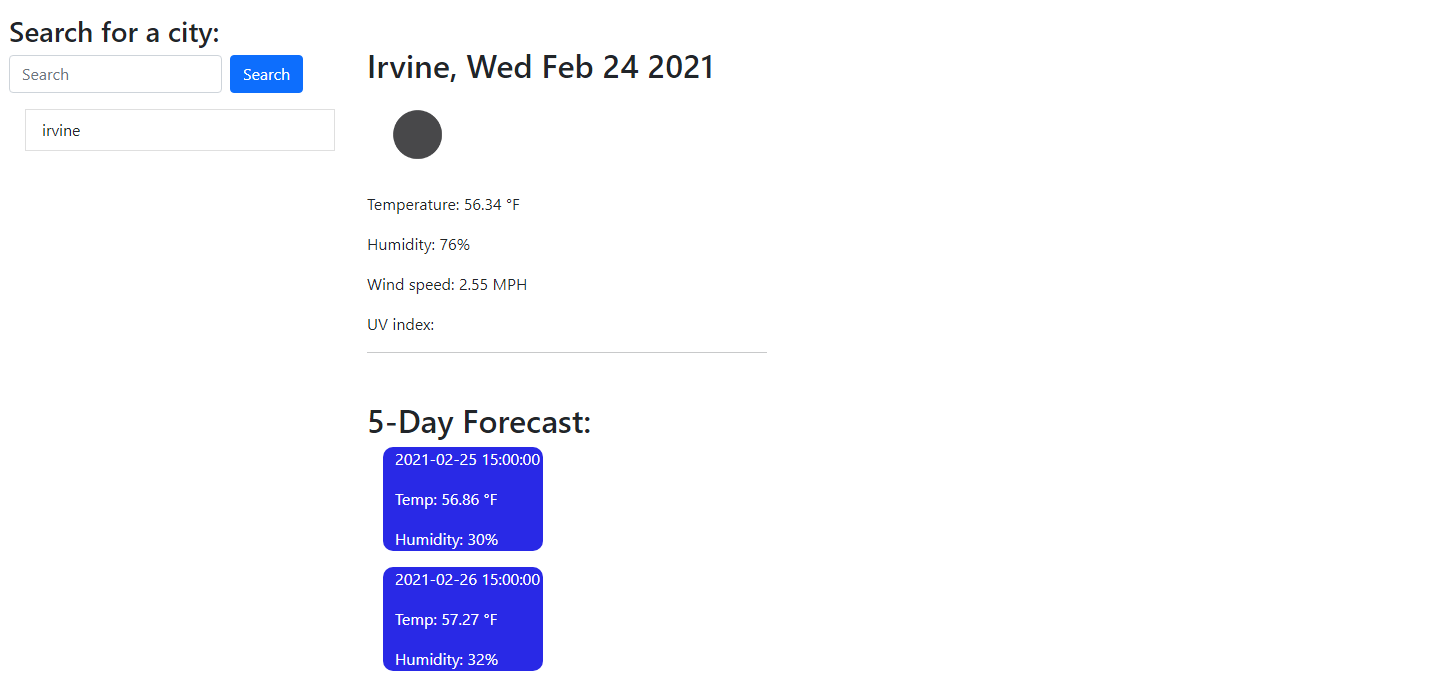 Search for a city:
Search
Search
irvine
Irvine, Wed Feb 24 2021
Temperature: 56.34 °F
Humidity: 76%
Wind speed: 2.55 MPH
UV index:
5-Day Forecast:
2021-02-25 15:00:00
Temp: 56.86 °F
Humidity: 30%
2021-02-26 15:00:00
Temp: 57.27 °F
Humidity: 32%